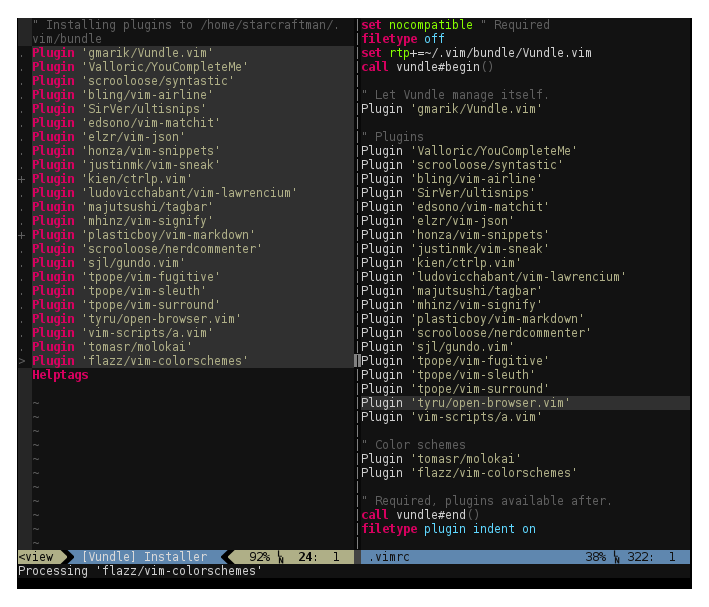 " Installing plugins to /home/starcraftman/.
vim/bundle
. Plugin 'gmarik/Vundle.vim'
. Plugin 'Valloric/YouCompleteMe'
. Plugin 'scrooloose/syntastic'
. Plugin 'bling/vim-airline'
. Plugin 'SirVer/ultisnips'
. Plugin 'edsono/vim-matchit'
. Plugin 'elzr/vim-json'
. Plugin 'honza/vim-snippets'
. Plugin 'justinmk/vim-sneak'
+ Plugin 'kien/ctrlp.vim'
. Plugin 'ludovicchabant/vim-lawrencium'
. Plugin 'majutsushi/tagbar'
. Plugin 'mhinz/vim-signify'
+ Plugin 'plasticboy/vim-markdown'
. Plugin 'scrooloose/nerdcommenter'
. Plugin 'sjl/gundo.vim'
. Plugin 'tpope/vim-fugitive'
. Plugin 'tpope/vim-sleuth'
. Plugin 'tpope/vim-surround'
. Plugin 'tyru/open-browser.vim'
. Plugin 'vim-scripts/a.vim'
. Plugin 'tomasr/molokai'
> Plugin 'flazz/vim-colorschemes'
Helptags
~
~
~
~
~
~
~
~
~
~
~
<view [Vundle] Installer 92% ␤ 24: 1
set nocompatible " Required
filetype off
set rtp+=~/.vim/bundle/Vundle.vim
call vundle#begin()
" Let Vundle manage itself.
Plugin 'gmarik/Vundle.vim'
" Plugins
Plugin 'Valloric/YouCompleteMe'
Plugin 'scrooloose/syntastic'
Plugin 'bling/vim-airline'
Plugin 'SirVer/ultisnips'
Plugin 'edsono/vim-matchit'
Plugin 'elzr/vim-json'
Plugin 'honza/vim-snippets'
Plugin 'justinmk/vim-sneak'
Plugin 'kien/ctrlp.vim'
Plugin 'ludovicchabant/vim-lawrencium'
Plugin 'majutsushi/tagbar'
Plugin 'mhinz/vim-signify'
Plugin 'plasticboy/vim-markdown'
Plugin 'scrooloose/nerdcommenter'
Plugin 'sjl/gundo.vim'
Plugin 'tpope/vim-fugitive'
Plugin 'tpope/vim-sleuth'
Plugin 'tpope/vim-surround'
Plugin 'tyru/open-browser.vim'
Plugin 'vim-scripts/a.vim'
" Color schemes
Plugin 'tomasr/molokai'
Plugin 'flazz/vim-colorschemes'
" Required, plugins available after.
call vundle#end()
filetype plugin indent on
.vimrc 38% ␤ 322: 1
Processing 'flazz/vim-colorschemes'